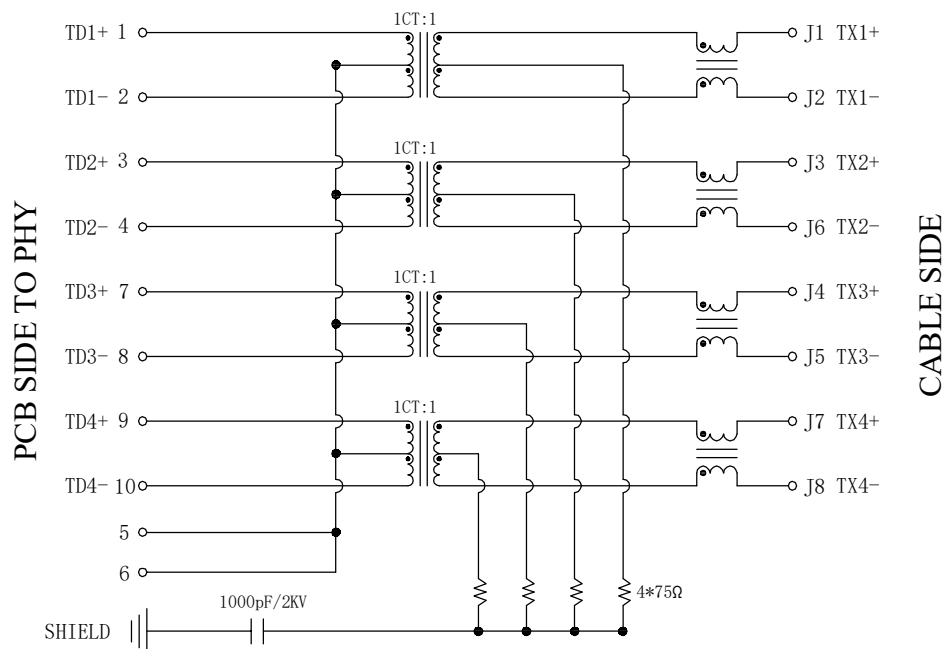 1CT:1
TD1+ 1
J1 TX1+
TD1- 2
J2 TX1-
1CT:1
TD2+ 3
J3 TX2+
TD2- 4
J6 TX2-
PCB SIDE TO PHY
CABLE SIDE
1CT:1
TD3+ 7
J4 TX3+
TD3- 8
J5 TX3-
1CT:1
TD4+ 9
J7 TX4+
TD4- 10
J8 TX4-
5
6
4*75Ω
1000pF/2KV
SHIELD